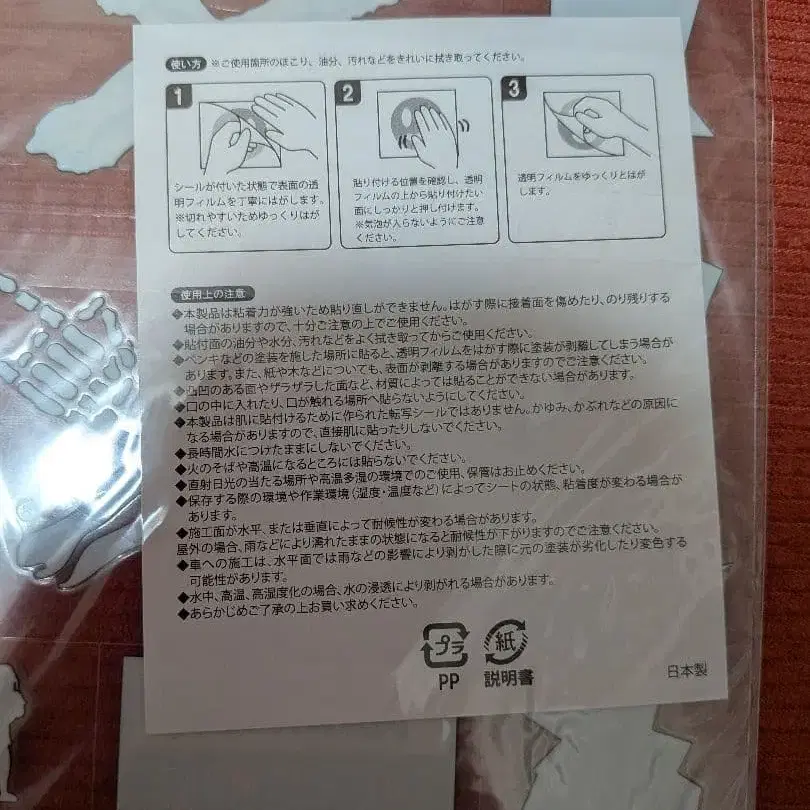 使い方 ※ご使用箇所のほこり、油分、汚れなどをきれいに拭き取ってください。
1
シールが付いた状態で表面の透
明フィルムを丁寧にはがします。
※切れやすいためゆっくりはが
してください。
2
貼り付ける位置を確認し、透明
フィルムの上から貼り付けたい
面にしっかりと押し付けます。
※気泡が入らないようにご注意
ください。
3
透明フィルムをゆっくりとはが
します。
使用上の注意
◆本製品は粘着力が強いため貼り直しができません。はがす際に接着面を傷めたり、のり残りする
場合がありますので、十分ご注意の上でご使用ください。
◆貼付面の油分や水分、汚れなどをよく拭き取ってからご使用ください。
◆ペンキなどの塗装を施した場所に貼ると、透明フィルムをはがす際に塗装が剥離してしまう場合が
あります。また、紙や木などについても、表面が剥離する場合がありますのでご注意ください。
◆凸凹のある面やザラザラした面など、材質によっては貼ることができない場合があります。
◆口の中に入れたり、口が触れる場所へ貼らないようにしてください。
◆本製品は肌に貼付けるために作られた転写シールではありません。かゆみ、かぶれなどの原因に
なる場合がありますので、直接肌に貼ったりしないでください。
◆長時間水につけたままにしないでください。
◆火のそばや高温になるところには貼らないでください。
◆直射日光の当たる場所や高温多湿の環境でのご使用、保管はお止めください。
◆保存する際の環境や作業環境(湿度・温度など)によってシートの状態、粘着度が変わる場合が
あります。
◆施工面が水平、または垂直によって耐候性が変わる場合があります。
屋外の場合、雨などにより濡れたままの状態になると耐候性が下がりますのでご注意ください。
◆車への施工は、水平面では雨などの影響により剥がした際に元の塗装が劣化したり変色する
可能性があります。
◆水中、高温、高湿度化の場合、水の浸透により剥がれる場合があります。
◆あらかじめご了承の上お買い求めください。
プラ 紙
PP 説明書
日本製